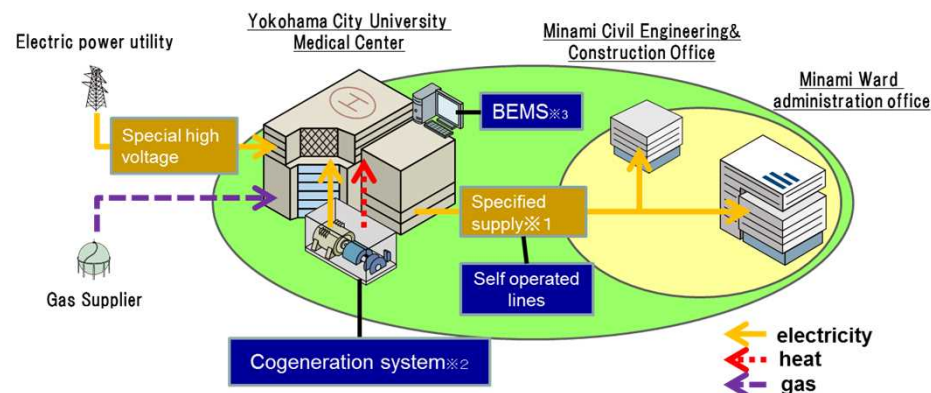 Yokohama City University
Medical Center
Electric power utility
Minami Civil Engineering&
Construction Office
Minami Ward
administration office
BEMS※3
Special high
voltage
Specified
supply※1
Self operated
lines
Gas Supplier
Cogeneration system※2
electricity
heat
gas
H